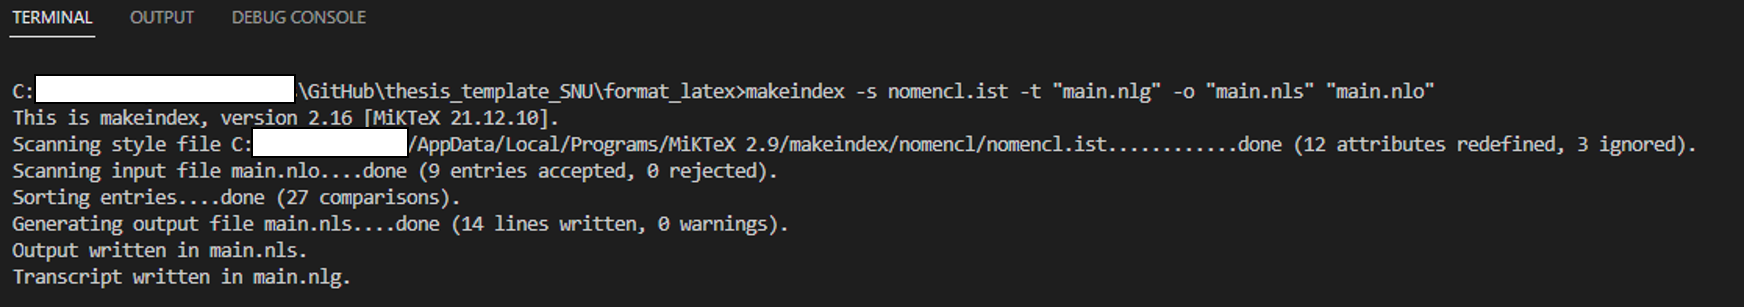 TERMINAL OUTPUT DEBUG CONSOLE
C:\GitHub\thesis_template_SNU\format_latex>makeindex -s nomencl.ist -t "main.nlg" -o "main.nls" "main.nlo"
This is makeindex, version 2.16 [MiKTeX 21.12.10].
Scanning style file C:/AppData/Local/Programs/MiKTeX 2.9/makeindex/nomencl/nomencl.ist............done (12 attributes redefined, 3 ignored).
Scanning input file main.nlo....done (9 entries accepted, 0 rejected).
Sorting entries....done (27 comparisons).
Generating output file main.nls....done (14 lines written, 0 warnings).
Output written in main.nls.
Transcript written in main.nlg.